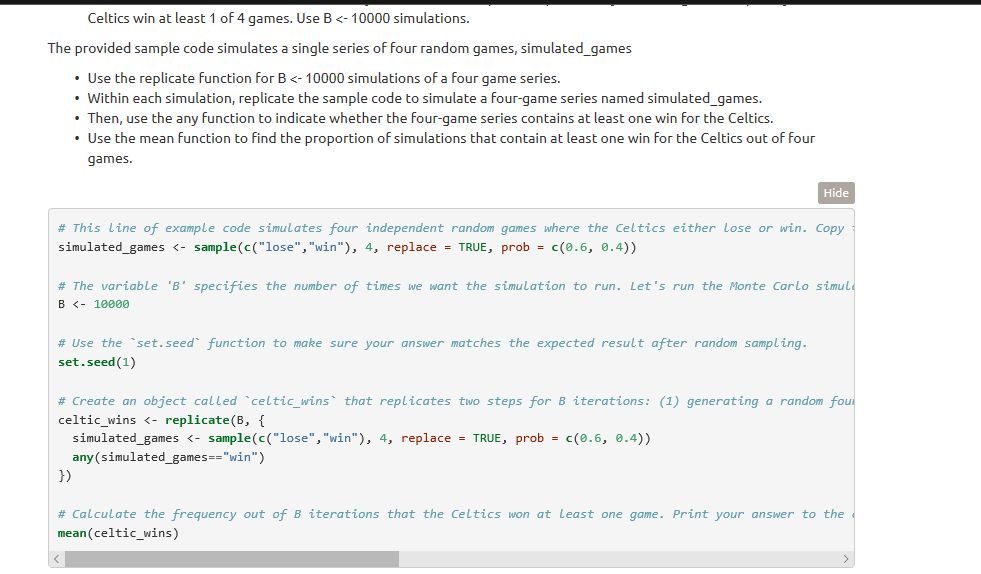 Celtics win at least 1 of 4 games. Use B <- 10000 simulations.
The provided sample code simulates a single series of four random games, simulated_games
• Use the replicate function for B <- 10000 simulations of a four game series.
• Within each simulation, replicate the sample code to simulate a four-game series named simulated_games.
• Then, use the any function to indicate whether the four-game series contains at least one win for the Celtics.
• Use the mean function to find the proportion of simulations that contain at least one win for the Celtics out of four
games.
Hide
# This line of example code simulates four independent random games where the Celtics either lose or win. Copy
simulated_games <- sample(c("lose","win"), 4, replace = TRUE, prob = c(0.6, 0.4))
# The variable 'B' specifies the number of times we want the simulation to run. Let's run the Monte Carlo simul
B <- 10000
# Use the `set.seed` function to make sure your answer matches the expected result after random sampling.
set.seed(1)
# Create an object called `celtic_wins` that replicates two steps for B iterations: (1) generating a random fou
celtic_wins <- replicate(B, {
  simulated_games <- sample(c("lose","win"), 4, replace = TRUE, prob = c(0.6, 0.4))
  any(simulated_games=="win")
})
# Calculate the frequency out of B iterations that the Celtics won at least one game. Print your answer to the
mean(celtic_wins)